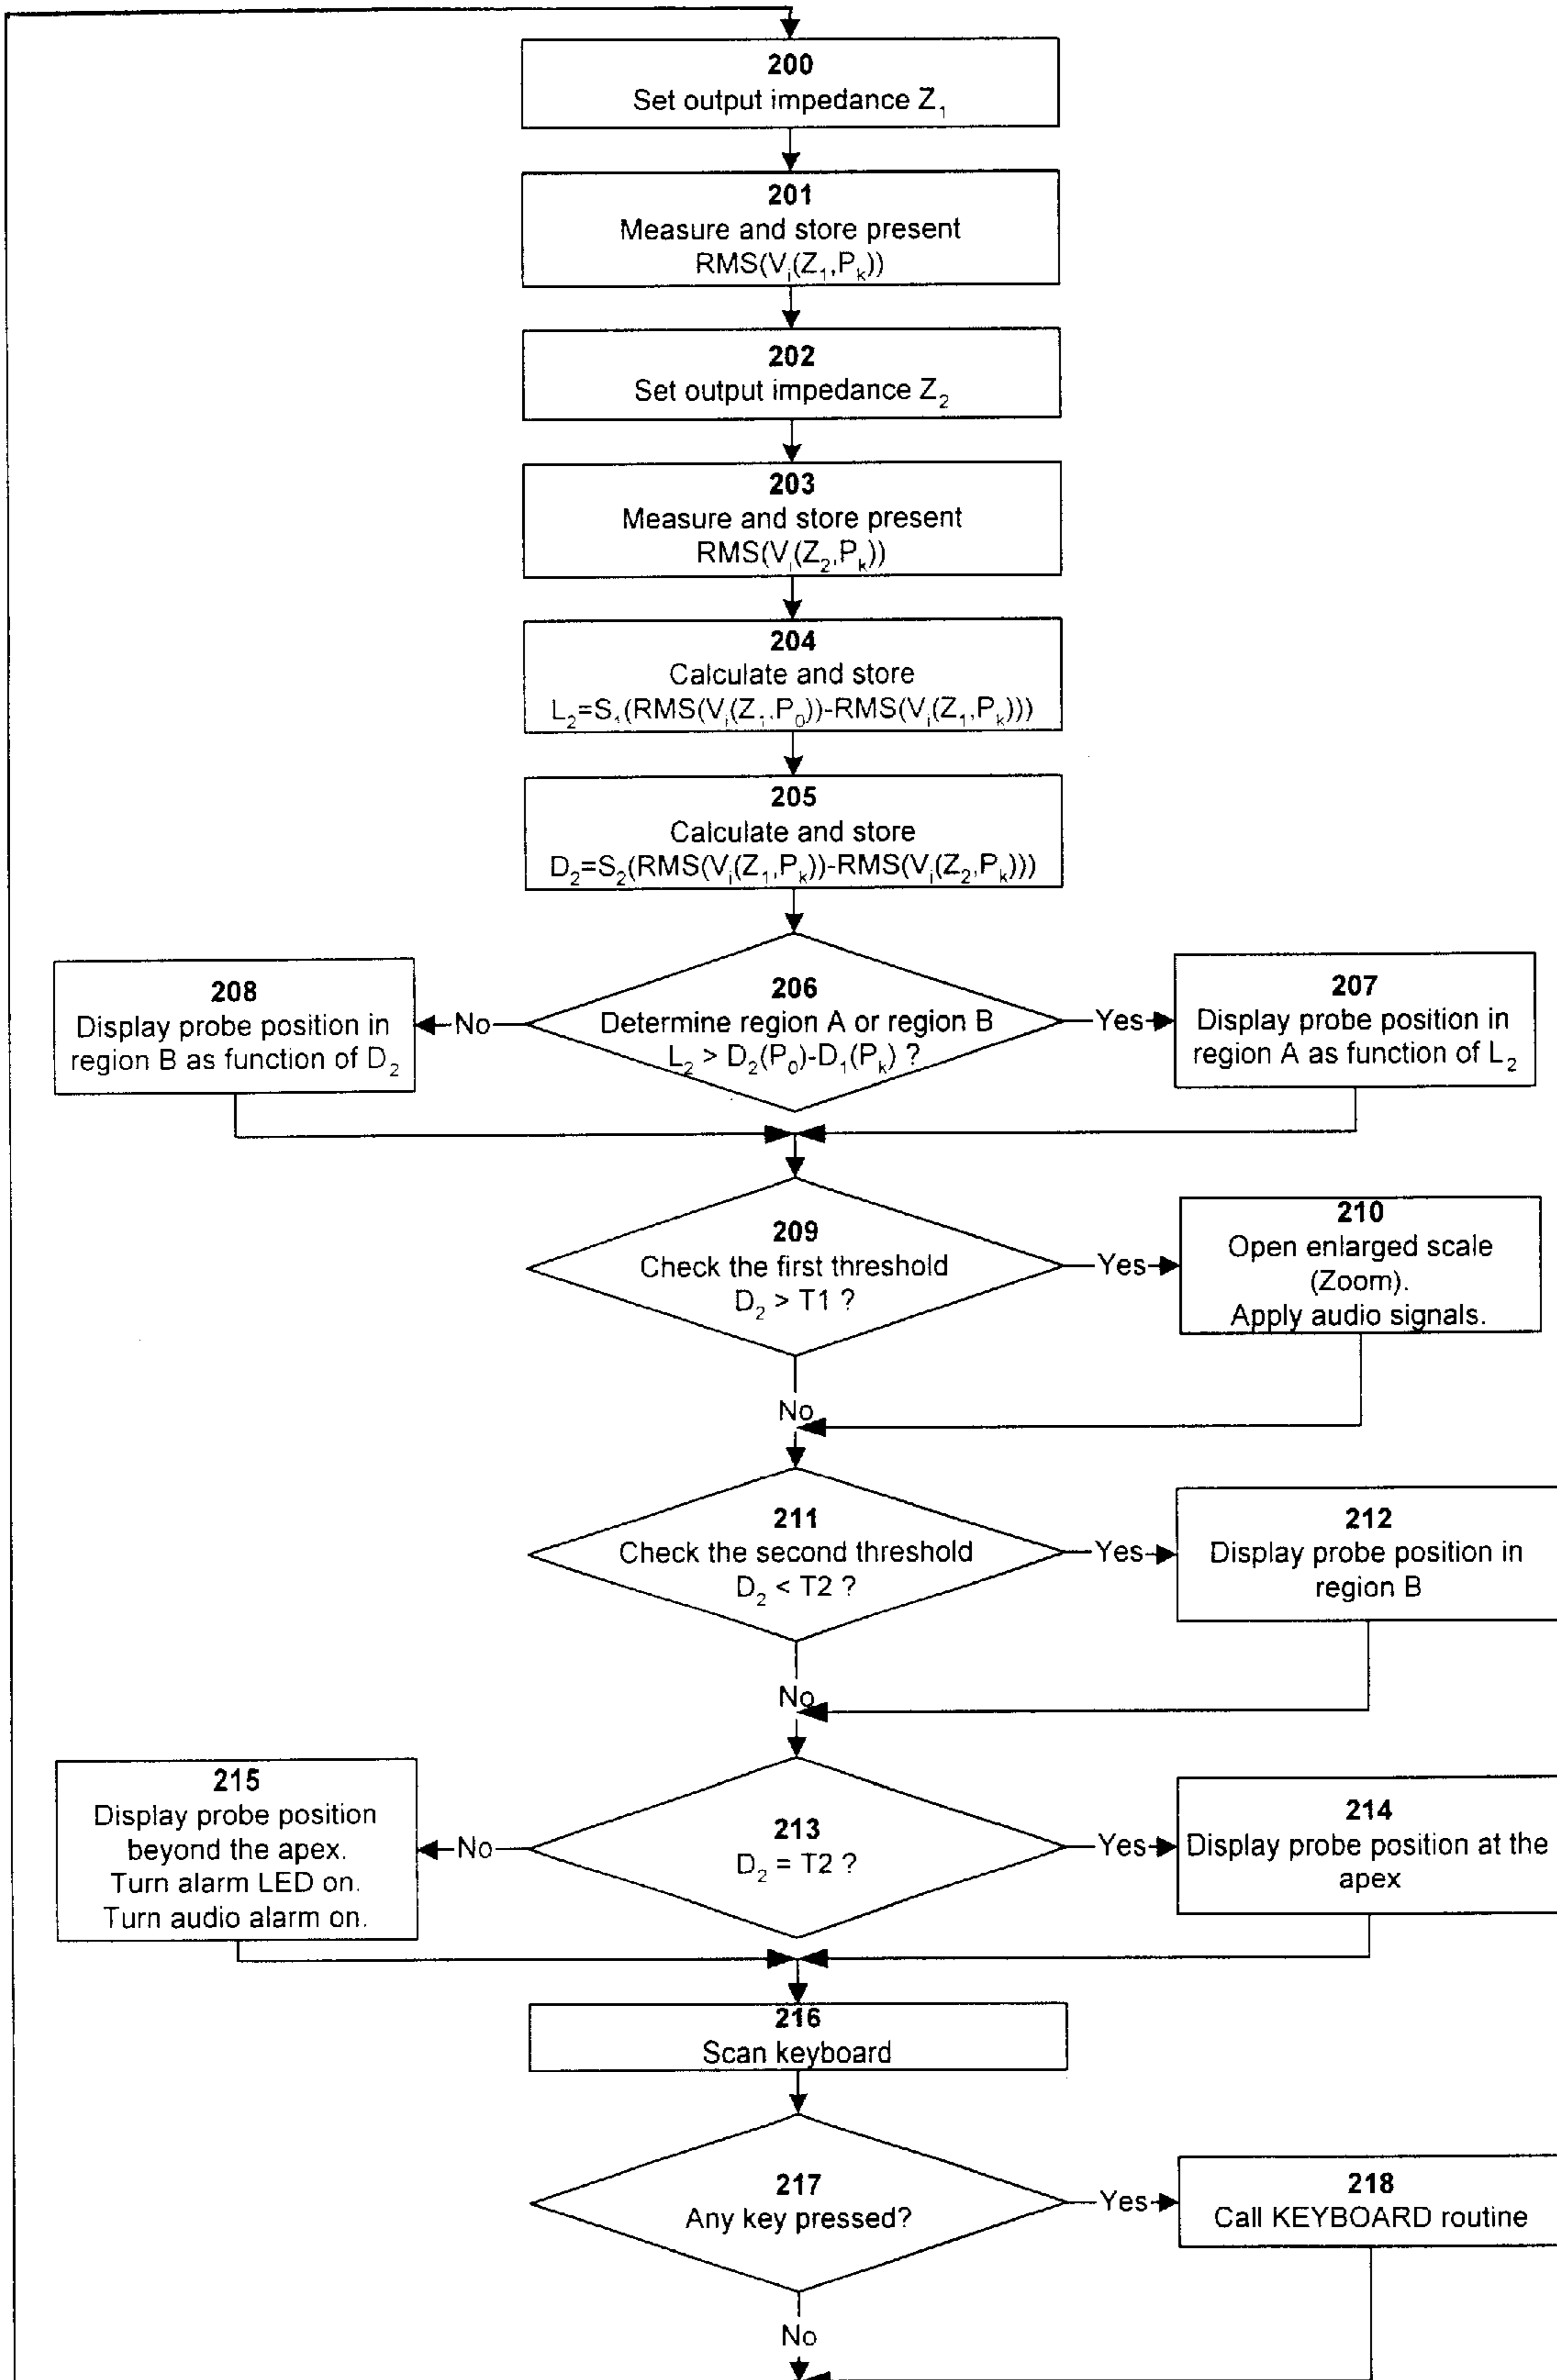 200
Set output impedance Z₁
201
Measure and store present
RMS(Vᵢ(Z₁,Pₖ))
202
Set output impedance Z₂
203
Measure and store present
RMS(Vᵢ(Z₂,Pₖ))
204
Calculate and store
L₂=S₁(RMS(Vᵢ(Z₁,P₀))-RMS(Vᵢ(Z₁,Pₖ)))
205
Calculate and store
D₂=S₂(RMS(Vᵢ(Z₁,Pₖ))-RMS(Vᵢ(Z₂,Pₖ)))
206
Determine region A or region B
L₂ > D₂(P₀)-D₁(Pₖ) ?
No
Yes
208
Display probe position in
region B as function of D₂
207
Display probe position in
region A as function of L₂
209
Check the first threshold
D₂ > T1 ?
Yes
210
Open enlarged scale
(Zoom).
Apply audio signals.
No
211
Check the second threshold
D₂ < T2 ?
Yes
212
Display probe position in
region B
No
213
D₂ = T2 ?
No
Yes
215
Display probe position
beyond the apex.
Turn alarm LED on.
Turn audio alarm on.
214
Display probe position at the
apex
216
Scan keyboard
217
Any key pressed?
Yes
218
Call KEYBOARD routine
No